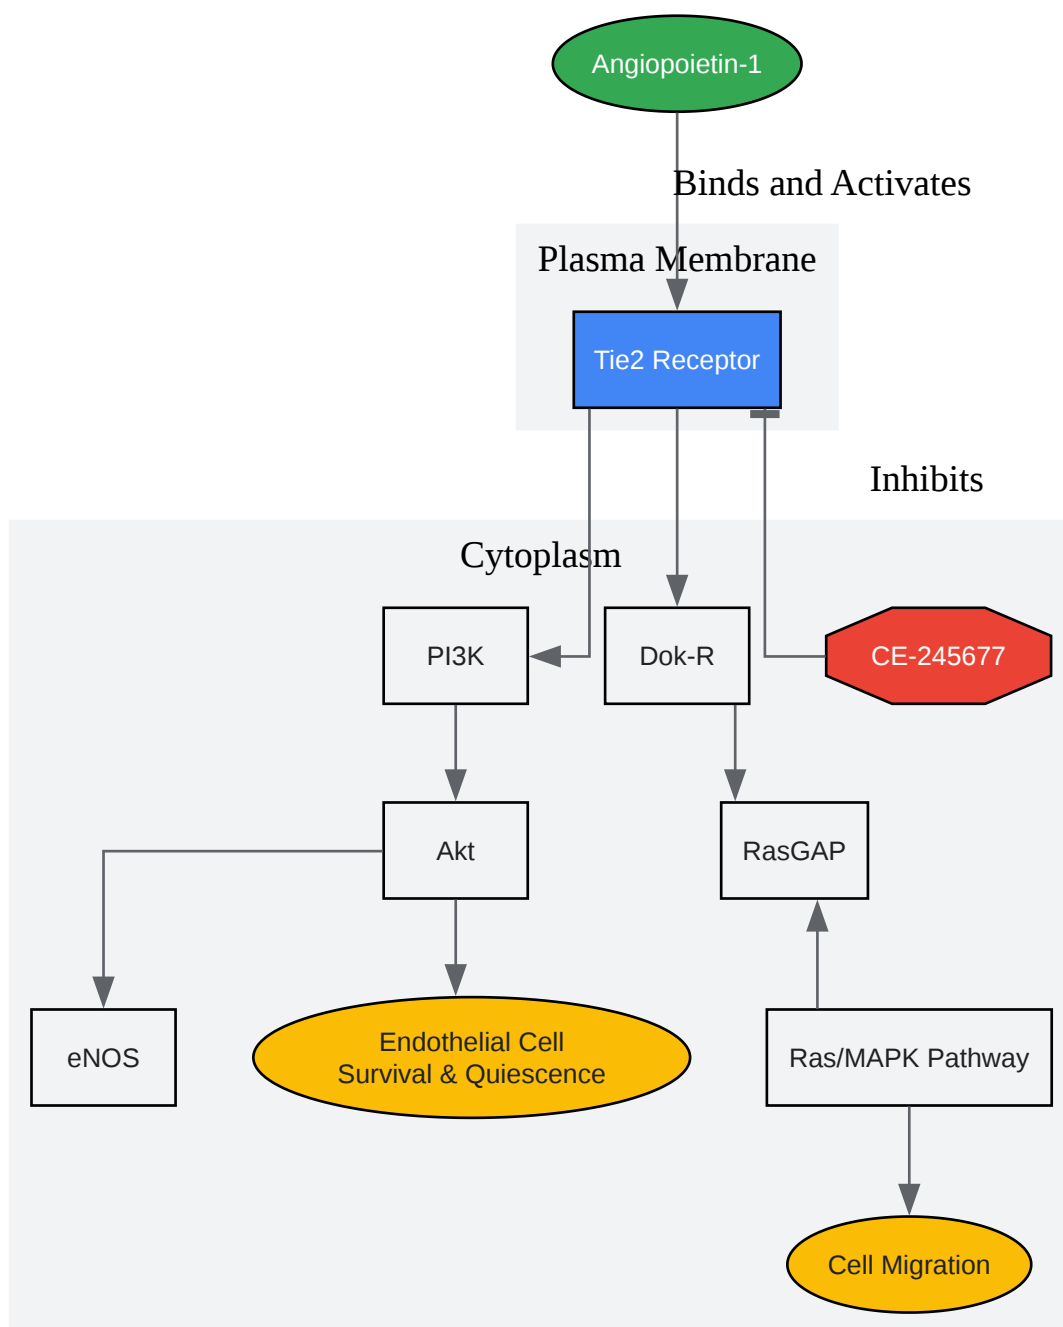 Angiopoietin-1
Binds and Activates
Plasma Membrane
Tie2 Receptor
Inhibits
Cytoplasm
PI3K
Dok-R
CE-245677
Akt
RasGAP
eNOS
Endothelial Cell
Survival & Quiescence
Ras/MAPK Pathway
Cell Migration